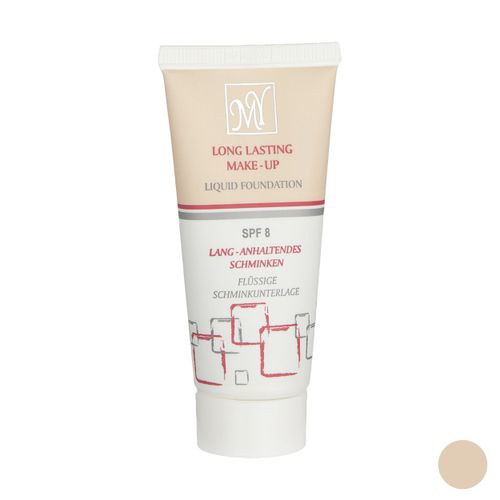 MY
LONG LASTING
MAKE-UP
LIQUID FOUNDATION
SPF 8
LANG - ANHALTENDES
SCHMINKEN
FLÜSSIGE
SCHMINKUNTERLAGE